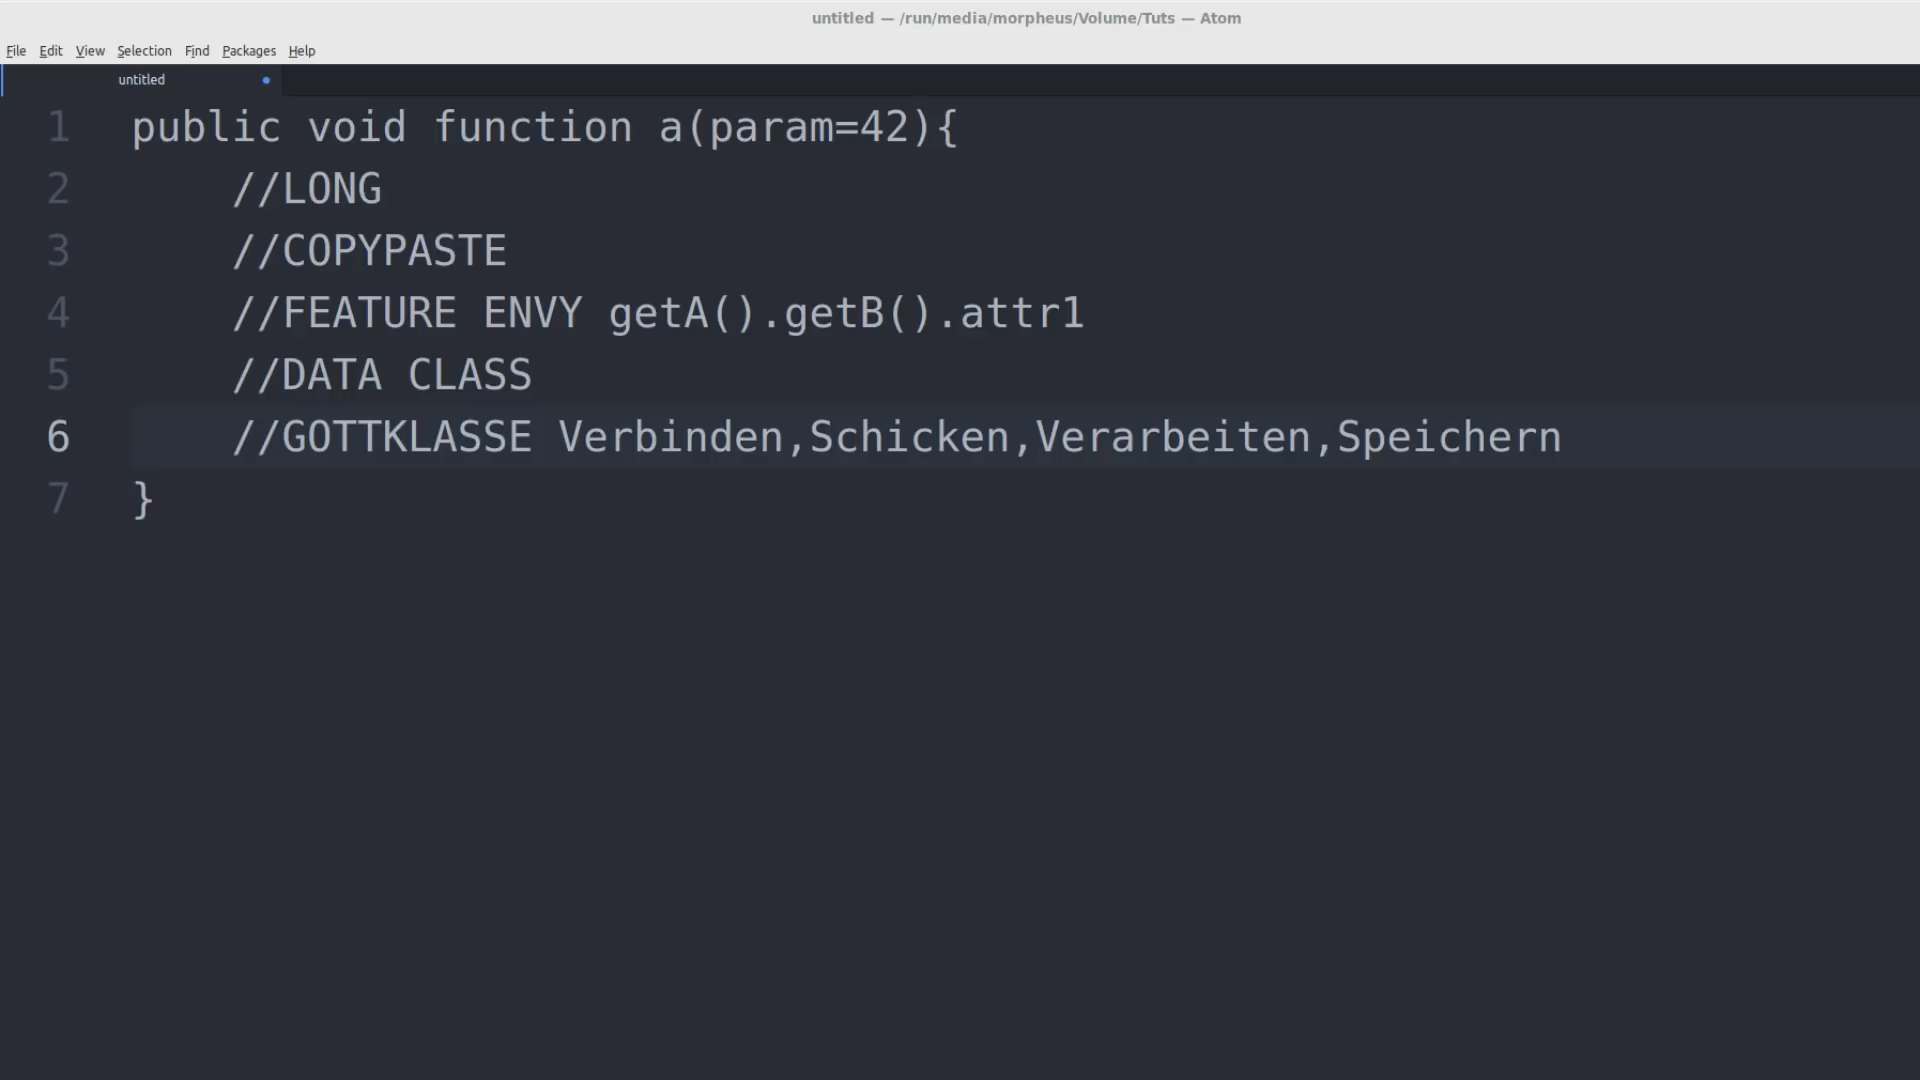 untitled — /run/media/morpheus/Volume/Tuts — Atom
File Edit View Selection Find Packages Help
untitled
1 public void function a(param=42){
2 //LONG
3 //COPYPASTE
4 //FEATURE ENVY getA().getB().attr1
5 //DATA CLASS
6 //GOTTKLASSE Verbinden,Schicken,Verarbeiten,Speichern
7 }